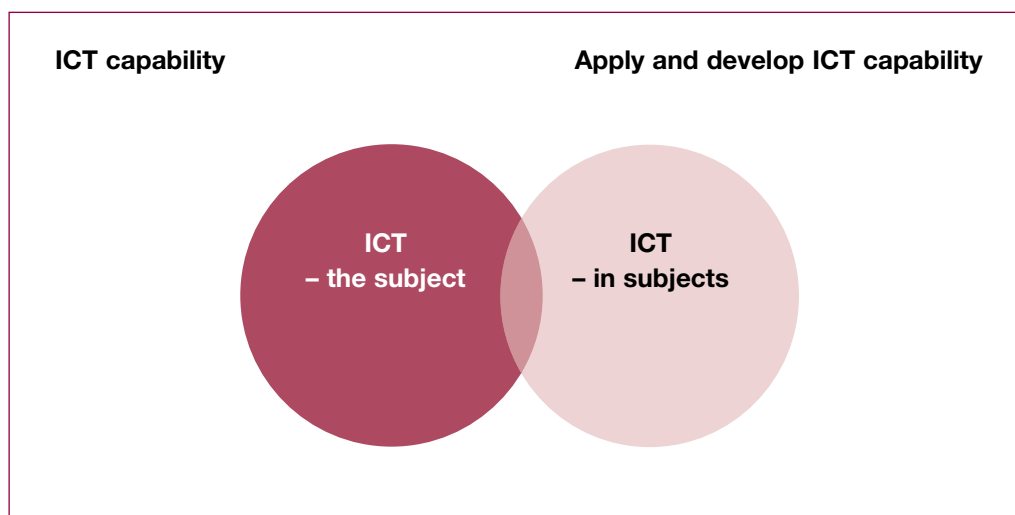 ICT capability
Apply and develop ICT capability
ICT
– the subject
ICT
– in subjects